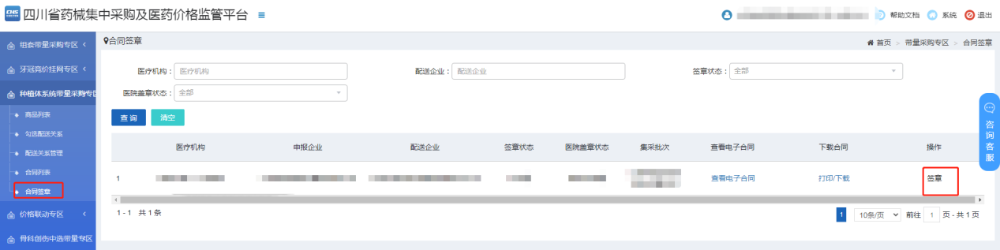 CHS 四川省药械集中采购及医药价格监管平台
帮助文档 系统 退出
组套带量采购专区
牙冠竞价挂网专区
种植体系统带量采购专区
商品列表
勾选配送关系
配送关系管理
合同列表
合同签章
价格联动专区
骨科创伤中选带量专区
合同签章
首页 > 带量采购专区 > 合同签章
医疗机构： 医疗机构 配送企业： 配送企业 签章状态： 全部
医院盖章状态： 全部
查询 清空
医疗机构 申报企业 配送企业 签章状态 医院盖章状态 集采批次 查看电子合同 下载合同 操作
1 查看电子合同 打印/下载 签章
1 - 1 共 1 条
1 10条/页 前往 1 页 - 共 1 页
咨询客服